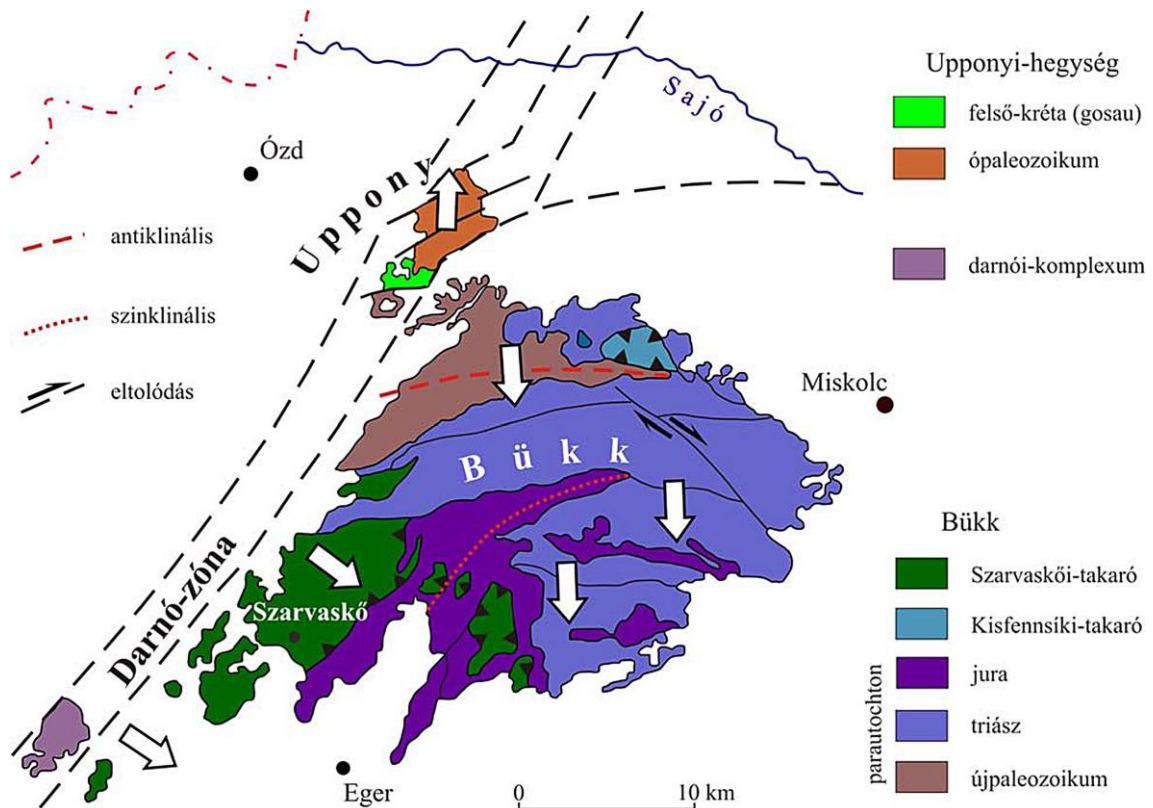 Upponyi-hegység
felső-kréta (gosau)
ópaleozoikum
darnói-komplexum
Sajó
Ózd
Uppony
antiklinális
szinklinális
eltolódás
Miskolc
Bükk
Darnó-zóna
Szarvaskő
Eger
0 10 km
Bükk
Szarvaskői-takaró
Kisfennsíki-takaró
jura
triász
újpaleozoikum
parautochton